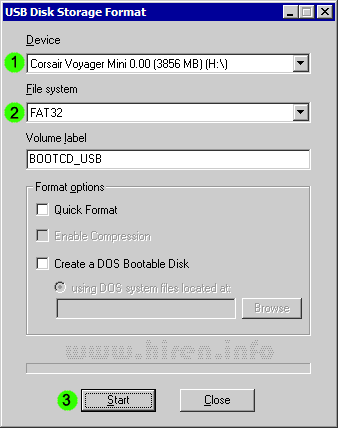 USB Disk Storage Format
Device
1
Corsair Voyager Mini 0.00 (3856 MB) (H:\)
File system
2
FAT32
Volume label
BOOTCD_USB
Format options
Quick Format
Enable Compression
Create a DOS Bootable Disk
using DOS system files located at:
Browse
www.hiren.info
3
Start
Close